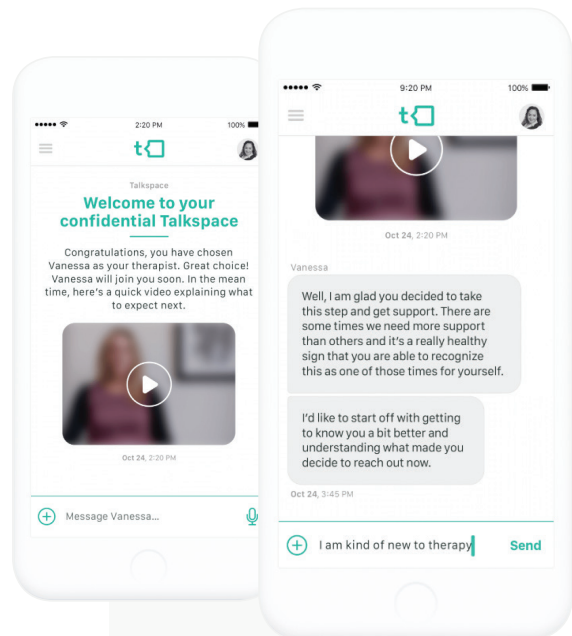 2:20 PM
100%
t
Talkspace
Welcome to your
confidential Talkspace
Congratulations, you have chosen
Vanessa as your therapist. Great choice!
Vanessa will join you soon. In the mean
time, here's a quick video explaining what
to expect next.
Oct 24, 2:20 PM
Message Vanessa...
9:20 PM
100%
t
Oct 24, 2:20 PM
Vanessa
Well, I am glad you decided to take
this step and get support. There are
some times we need more support
than others and it's a really healthy
sign that you are able to recognize
this as one of those times for yourself.
I'd like to start off with getting
to know you a bit better and
understanding what made you
decide to reach out now.
Oct 24, 3:45 PM
I am kind of new to therapy
Send